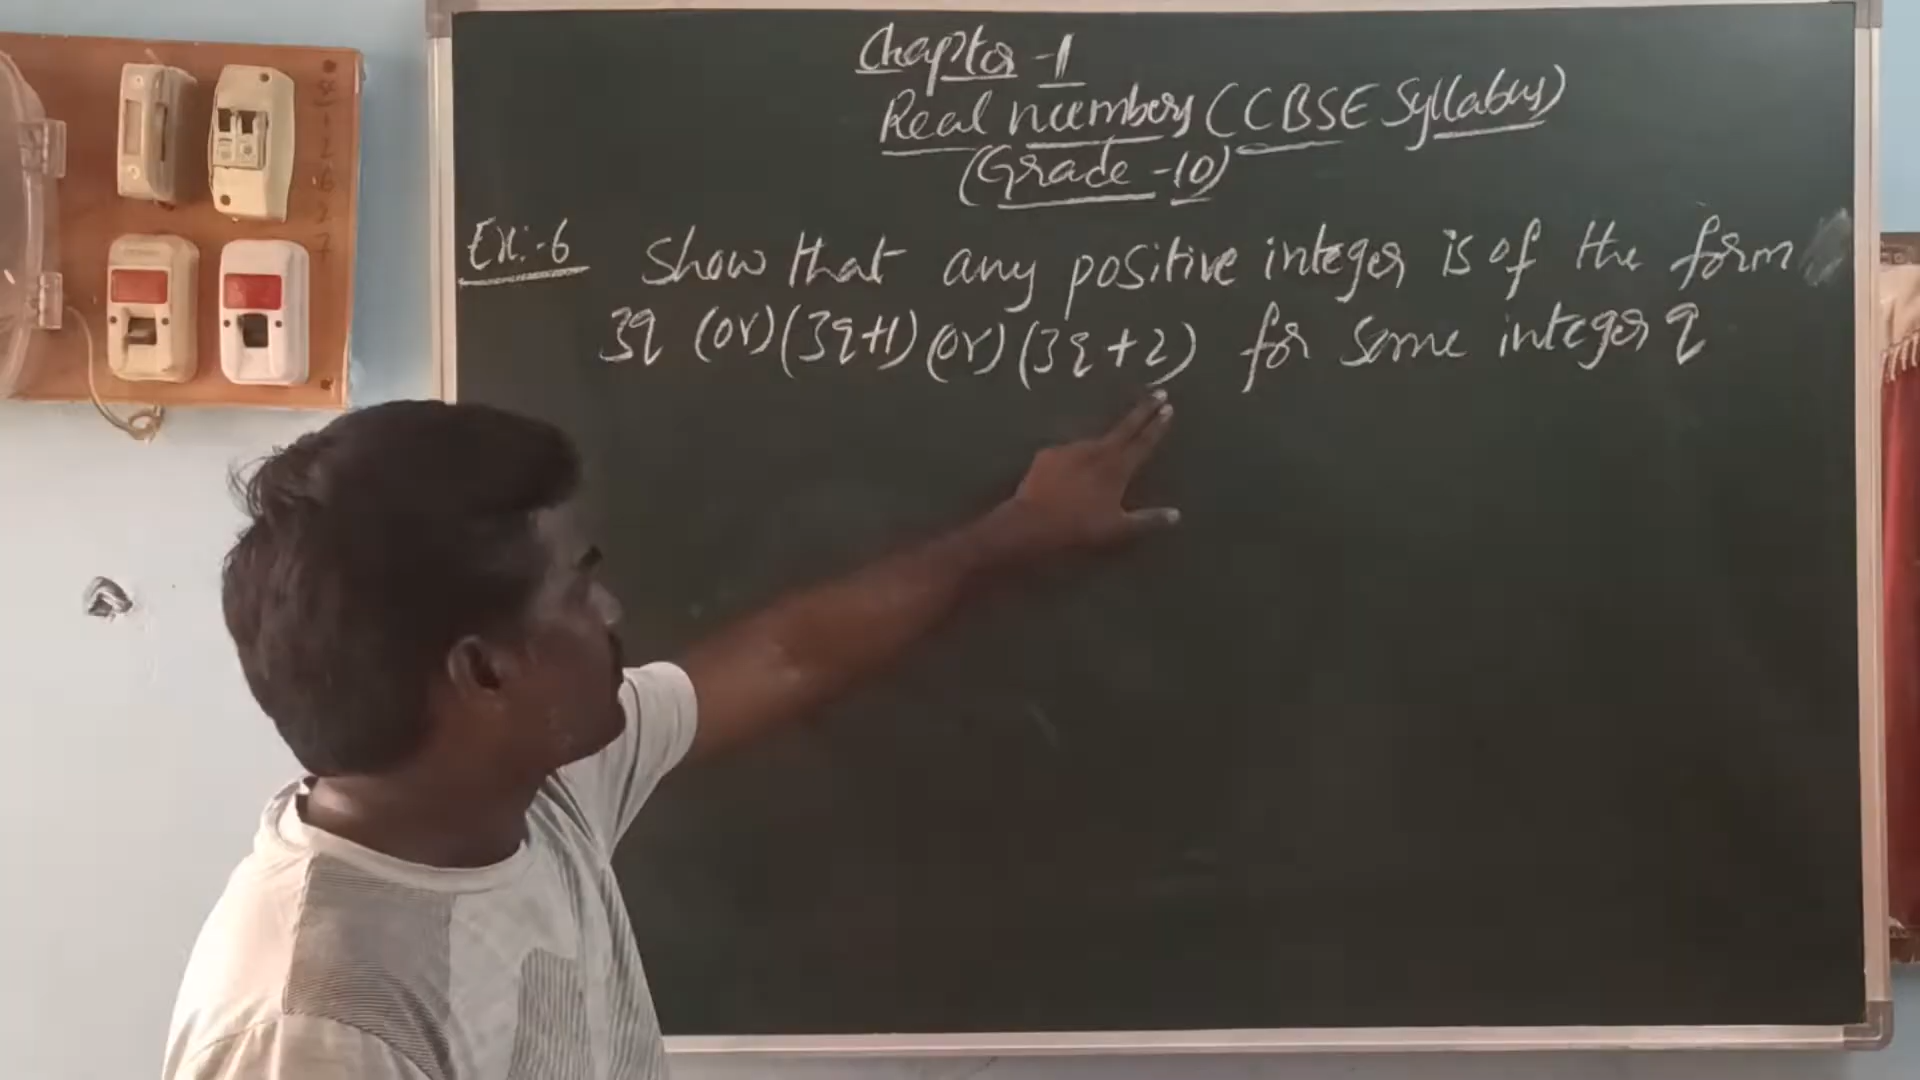 Chapter -1
Real numbers (CBSE Syllabus)
(Grade -10)
Ex:-6 Show that any positive integer is of the form
3q (or) (3q+1) (or) (3q+2) for some integer q